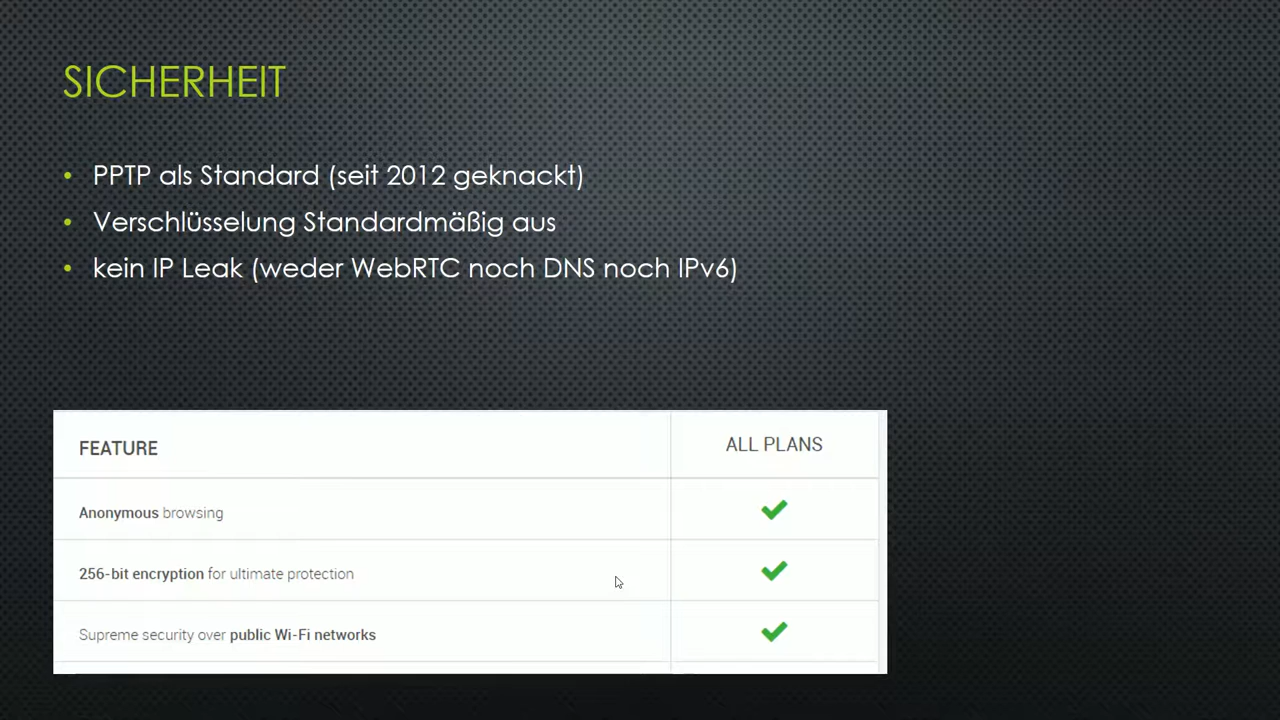 SICHERHEIT
• PPTP als Standard (seit 2012 geknackt)
• Verschlüsselung Standardmäßig aus
• kein IP Leak (weder WebRTC noch DNS noch IPv6)
FEATURE ALL PLANS
Anonymous browsing
256-bit encryption for ultimate protection
Supreme security over public Wi-Fi networks